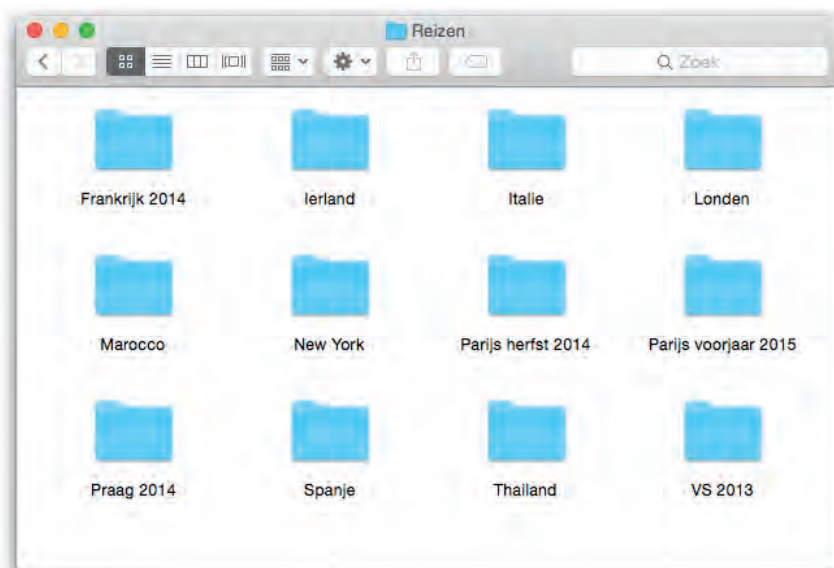 Reizen
Zoek
Frankrijk 2014 Ierland Italie Londen
Marocco New York Parijs herfst 2014 Parijs voorjaar 2015
Praag 2014 Spanje Thailand VS 2013